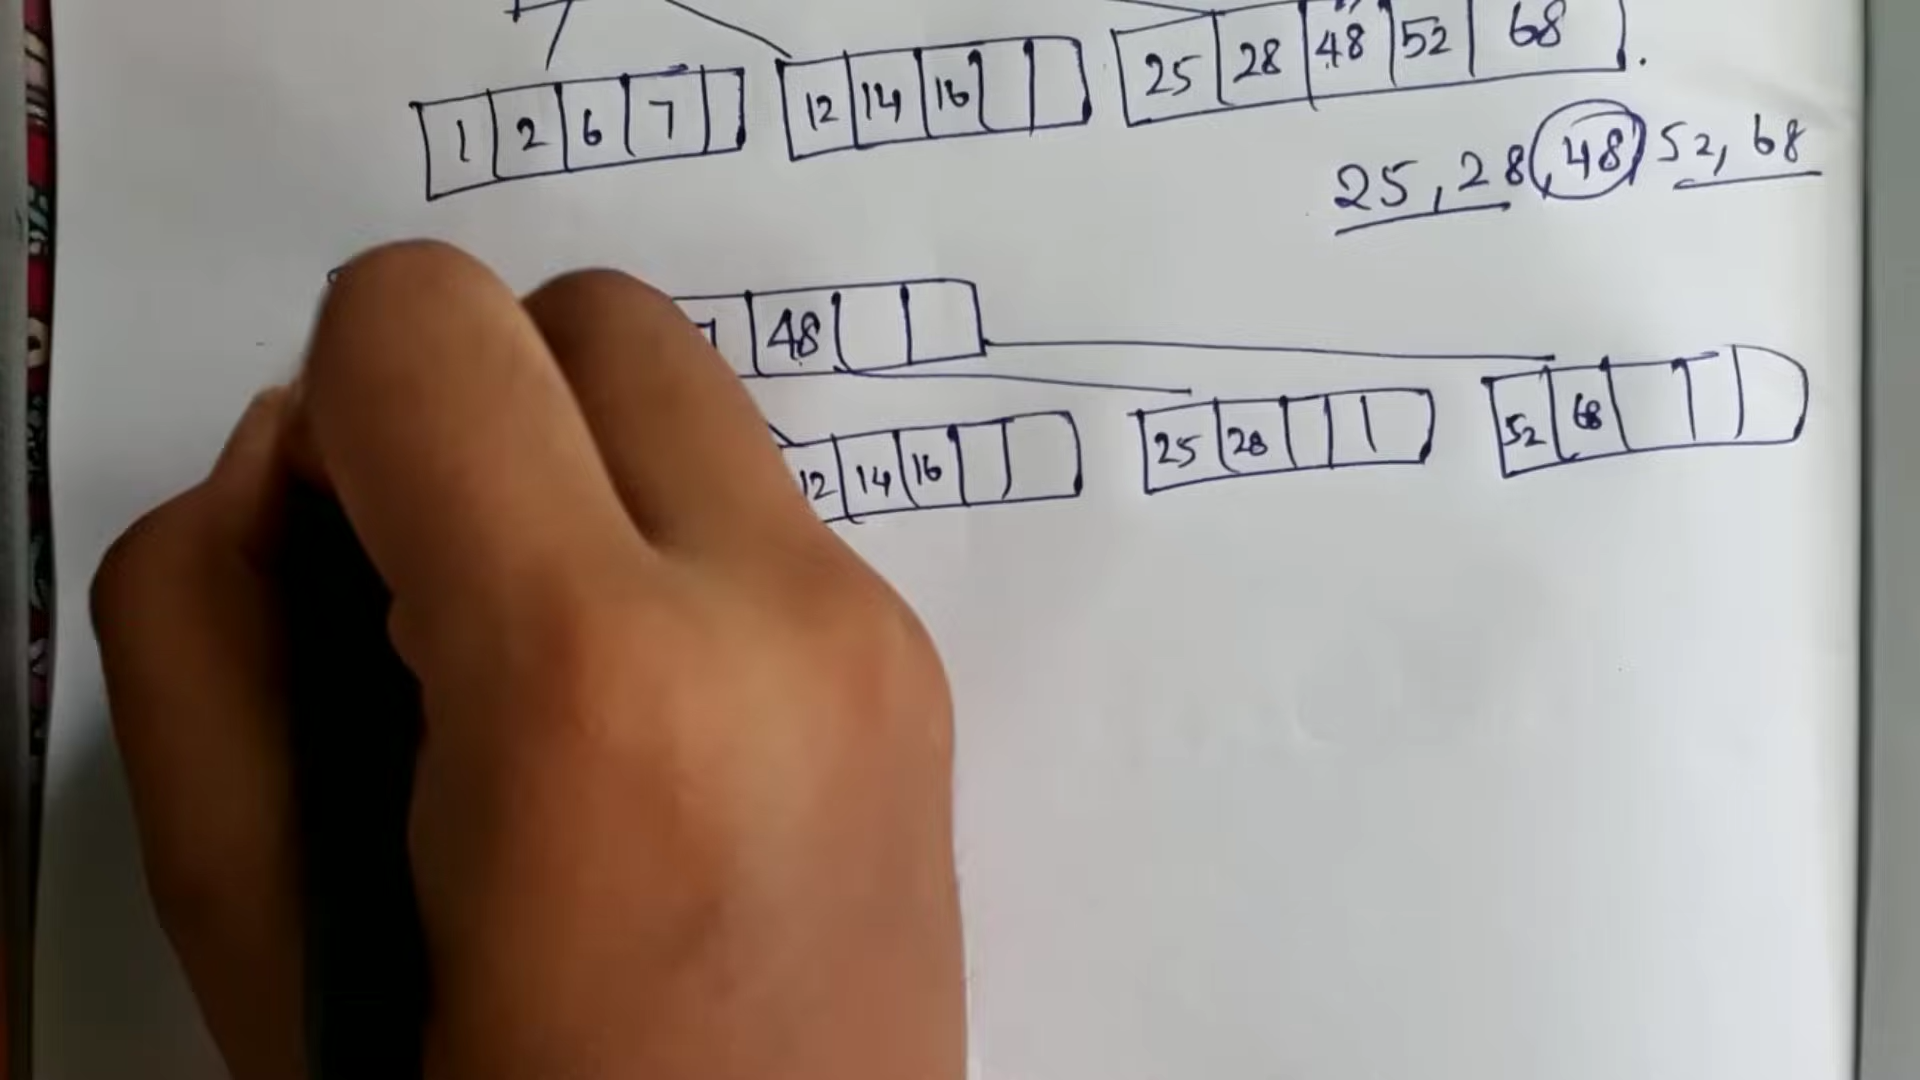 1 2 6 7
12 14 16
25 28 48 52 68
25, 28, 48, 52, 68
48
12 14 16
25 28
52 68